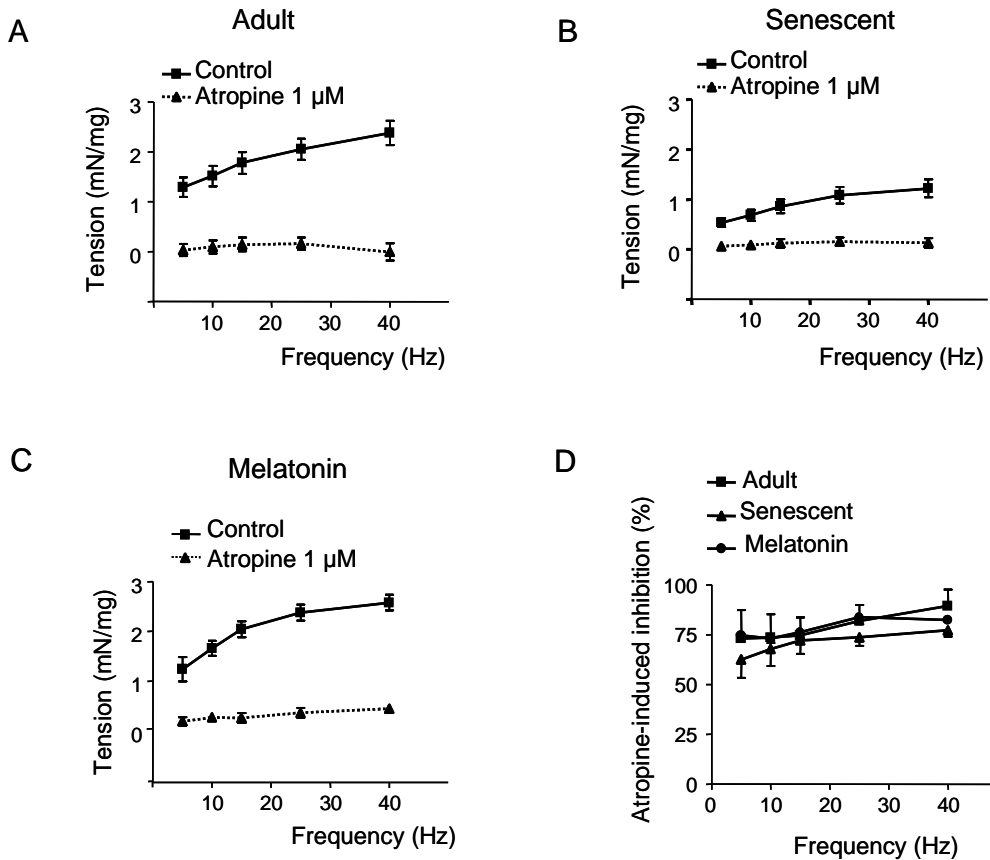 A
Adult
Control
Atropine 1 µM
3
2
1
0
Tension (mN/mg)
10 20 30 40
Frequency (Hz)
B
Senescent
Control
Atropine 1 µM
3
2
1
0
Tension (mN/mg)
10 20 30 40
Frequency (Hz)
C
Melatonin
Control
Atropine 1 µM
3
2
1
0
Tension (mN/mg)
10 20 30 40
Frequency (Hz)
D
Adult
Senescent
Melatonin
100
75
50
25
0
Atropine-induced inhibition (%)
0 10 20 30 40
Frequency (Hz)